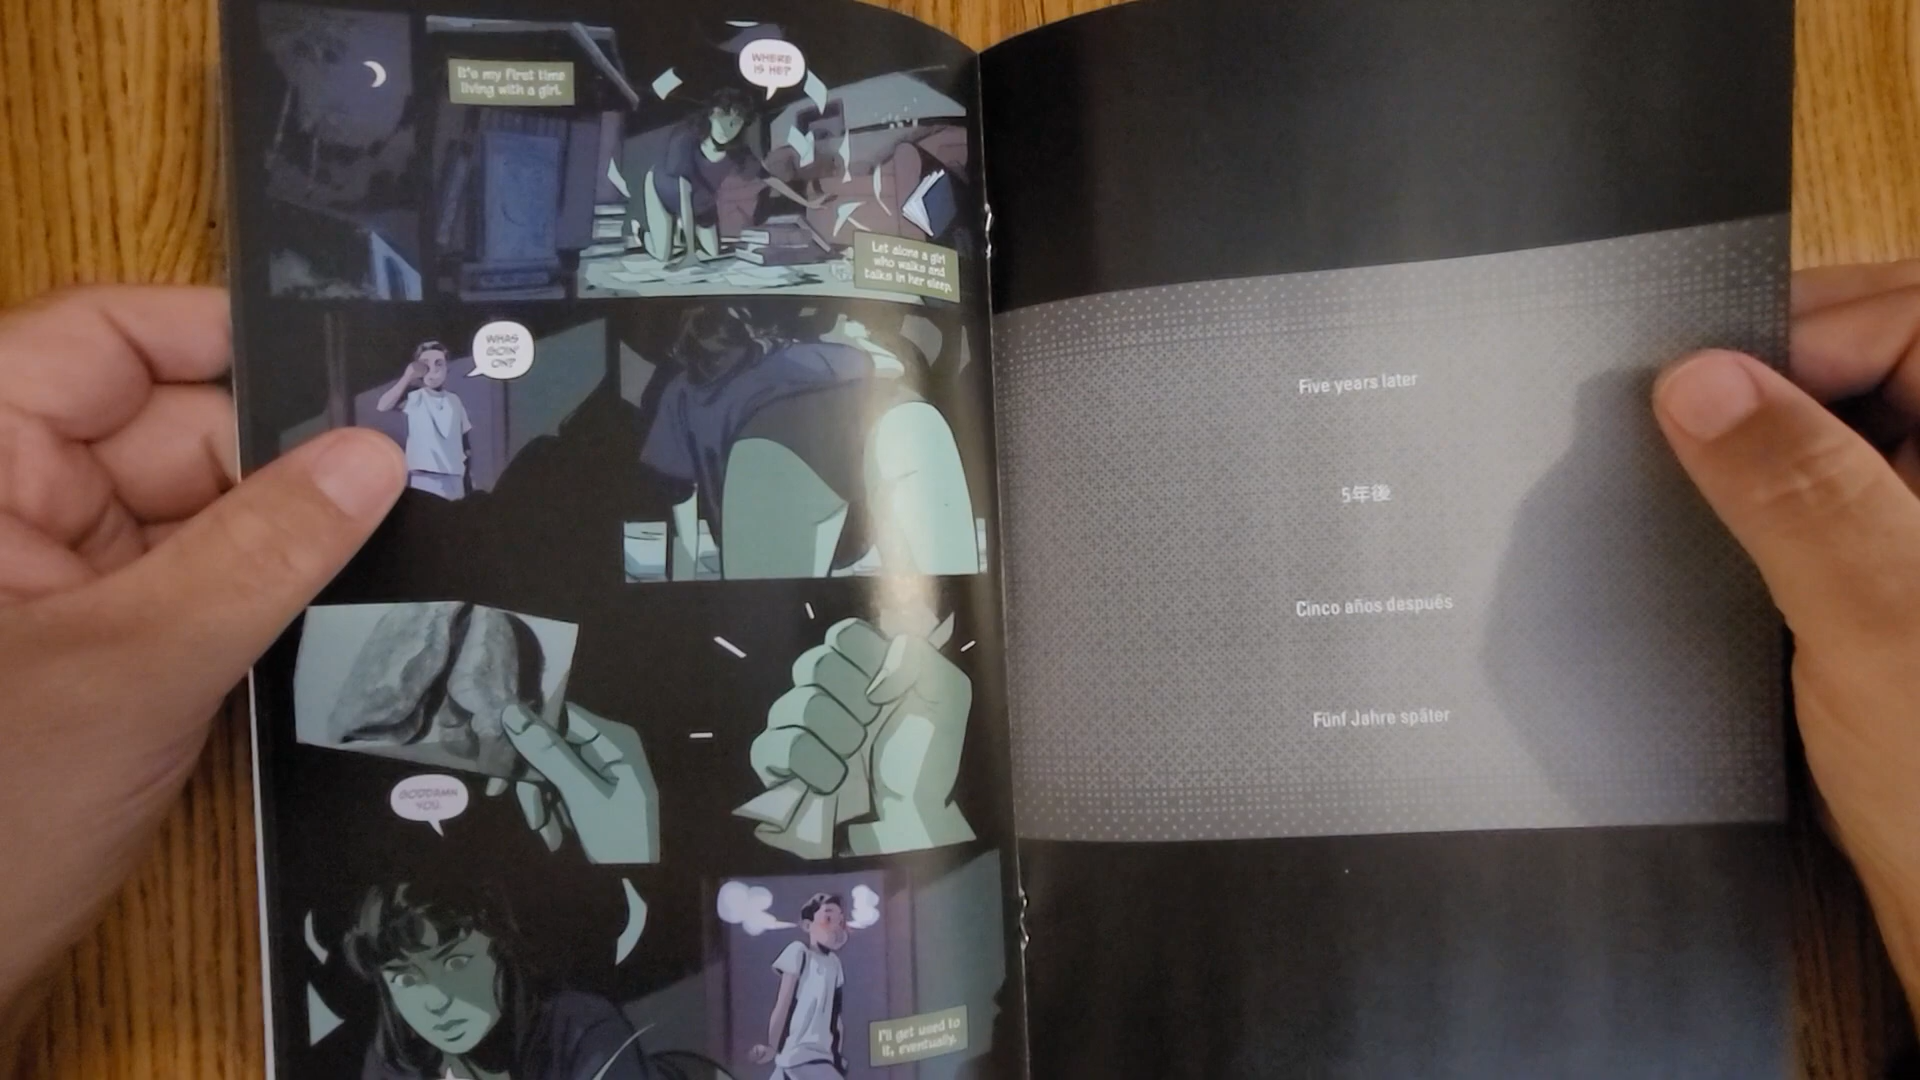 It's my first time
living with a girl.
WHERE
IS HE?
Let alone a girl
who walks and
talks in her sleep.
WHAS
GOIN'
ON?
GODDAMN
YOU.
I'll get used to
it, eventually.
Five years later
5年後
Cinco años después
Fünf Jahre später